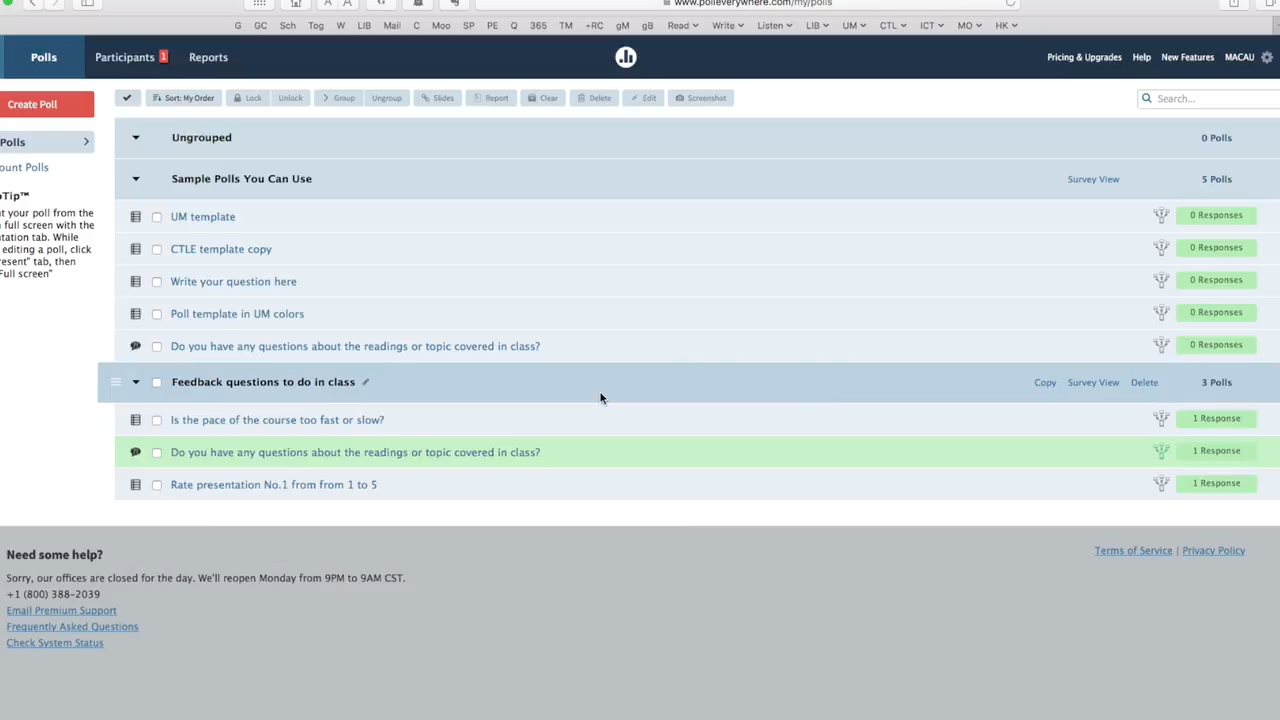 www.polleverywhere.com/my/polls
G GC Sch Tog W LIB Mail C Moo SP PE Q 365 TM +RC gM gB Read Write Listen LIB UM CTL ICT MO HK
Polls Participants 1 Reports Pricing & Upgrades Help New Features MACAU
Create Poll Sort: My Order Lock Unlock Group Ungroup Slides Report Clear Delete Edit Screenshot Search...
Ungrouped 0 Polls
Polls
ount Polls
Tip™
t your poll from the
full screen with the
tation tab. While
editing a poll, click
esent" tab, then
Full screen"
Sample Polls You Can Use Survey View 5 Polls
UM template 0 Responses
CTLE template copy 0 Responses
Write your question here 0 Responses
Poll template in UM colors 0 Responses
Do you have any questions about the readings or topic covered in class? 0 Responses
Feedback questions to do in class Copy Survey View Delete 3 Polls
Is the pace of the course too fast or slow? 1 Response
Do you have any questions about the readings or topic covered in class? 1 Response
Rate presentation No.1 from from 1 to 5 1 Response
Need some help? Terms of Service | Privacy Policy
Sorry, our offices are closed for the day. We'll reopen Monday from 9PM to 9AM CST.
+1 (800) 388-2039
Email Premium Support
Frequently Asked Questions
Check System Status